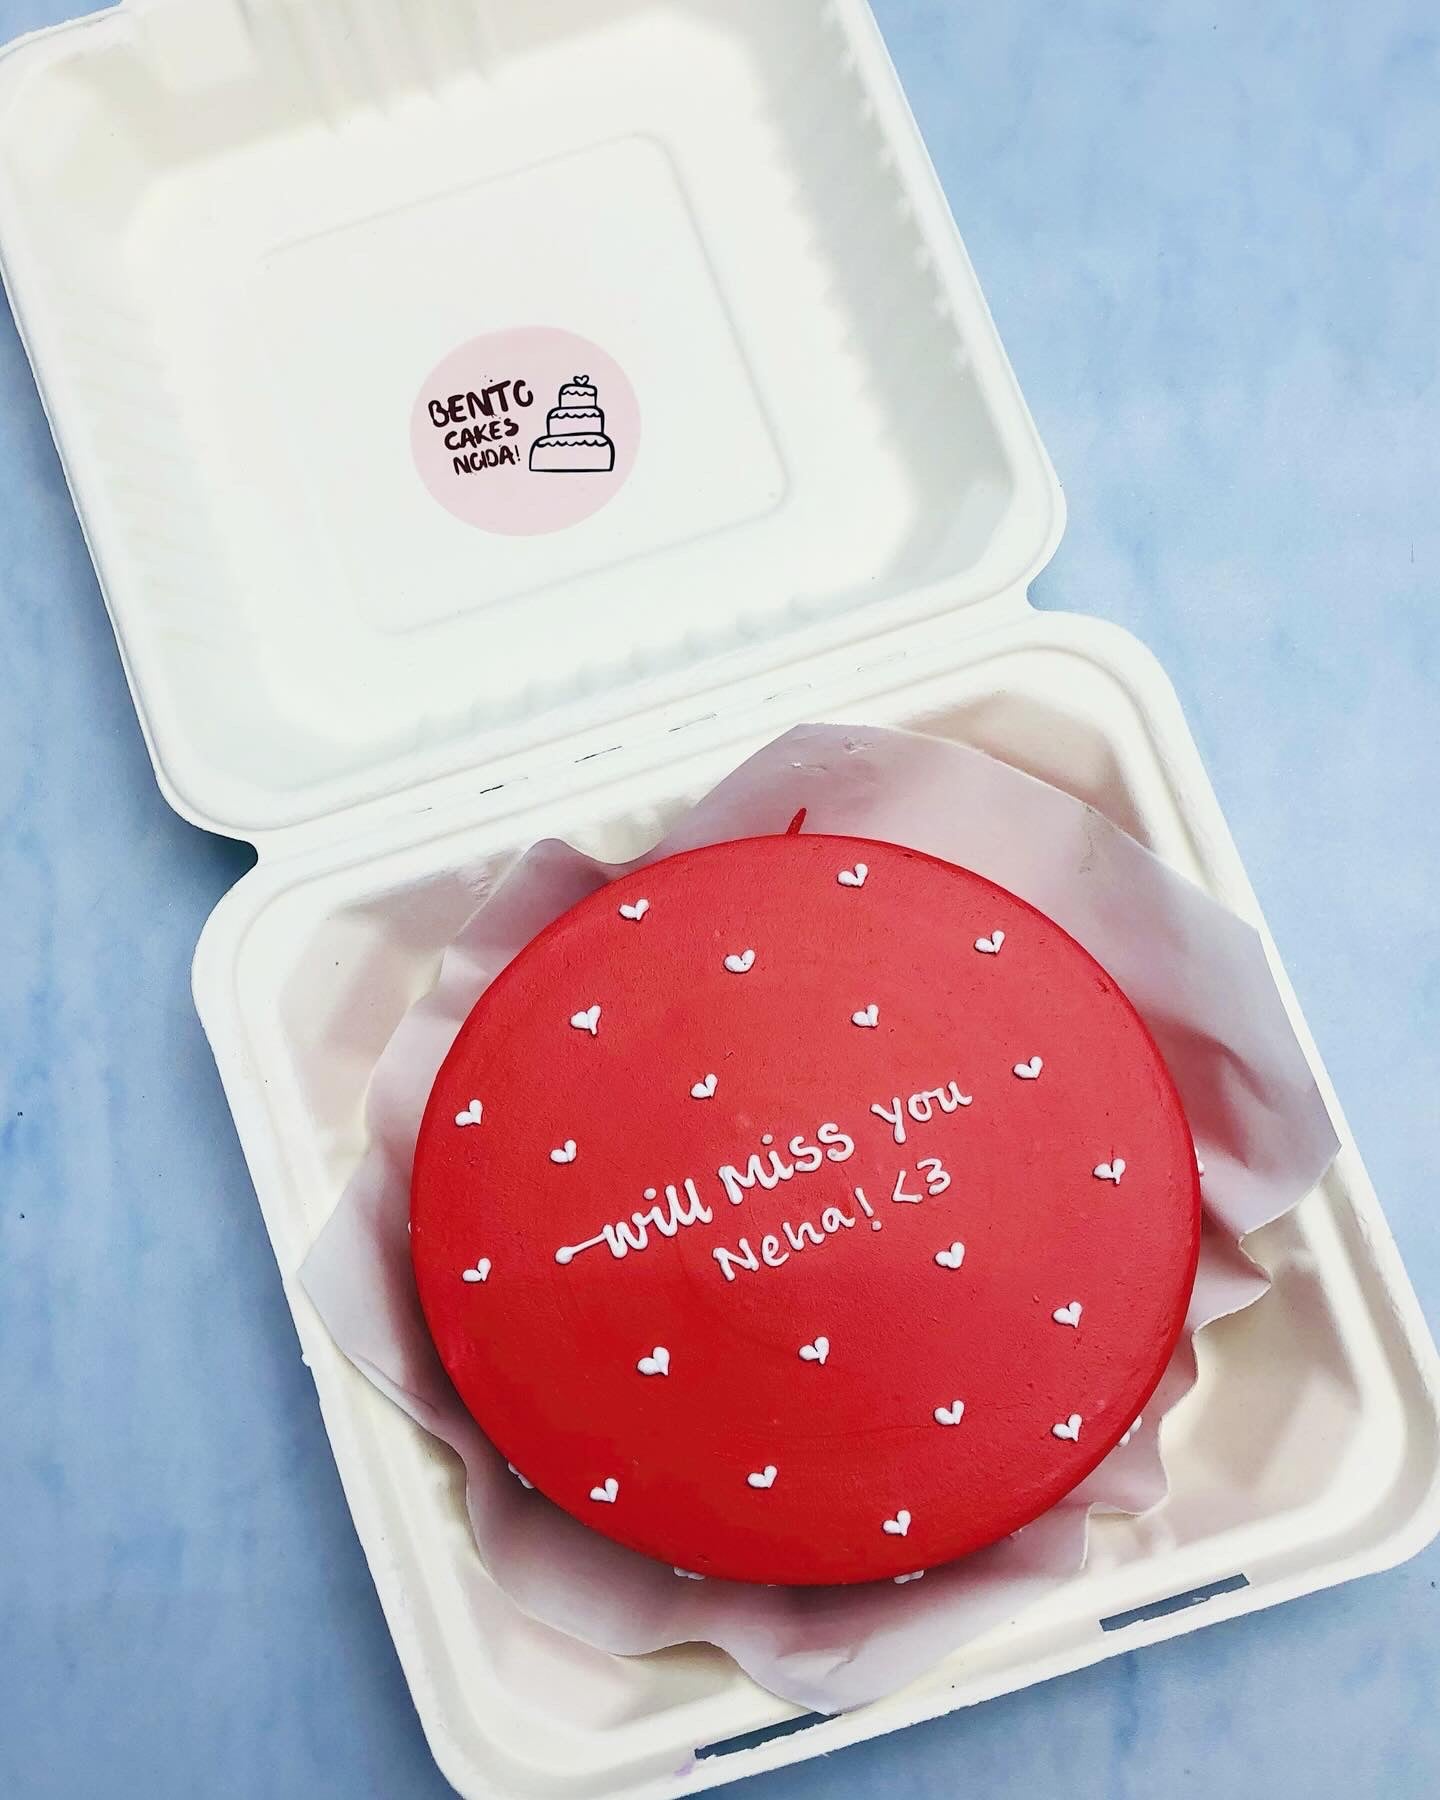 BENTO
CAKES
NOIDA!
will miss you
Neha! <3